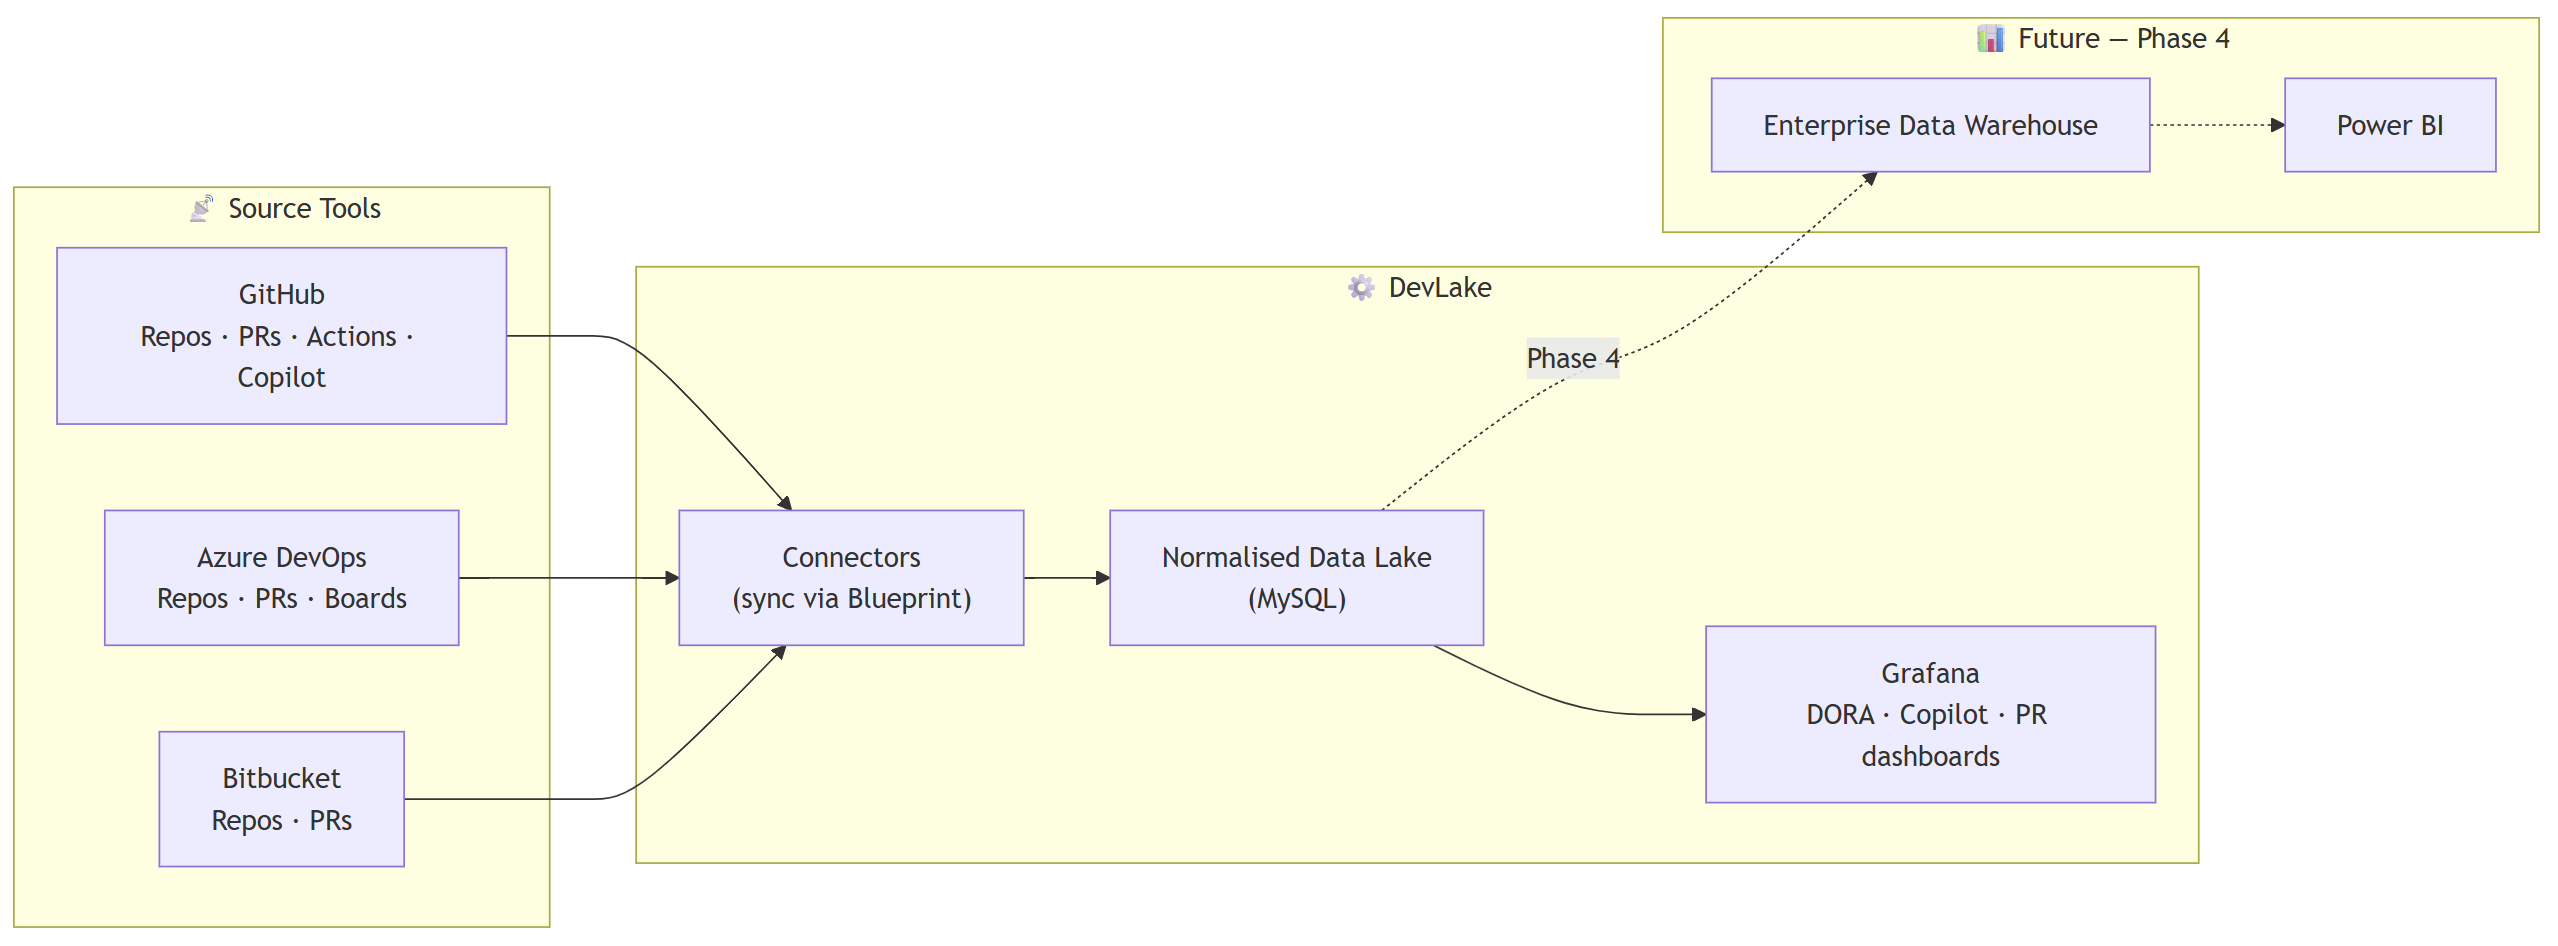 Future – Phase 4
Enterprise Data Warehouse
Power BI
Source Tools
GitHub
Repos · PRs · Actions ·
Copilot
Azure DevOps
Repos · PRs · Boards
Bitbucket
Repos · PRs
DevLake
Phase 4
Connectors
(sync via Blueprint)
Normalised Data Lake
(MySQL)
Grafana
DORA · Copilot · PR
dashboards